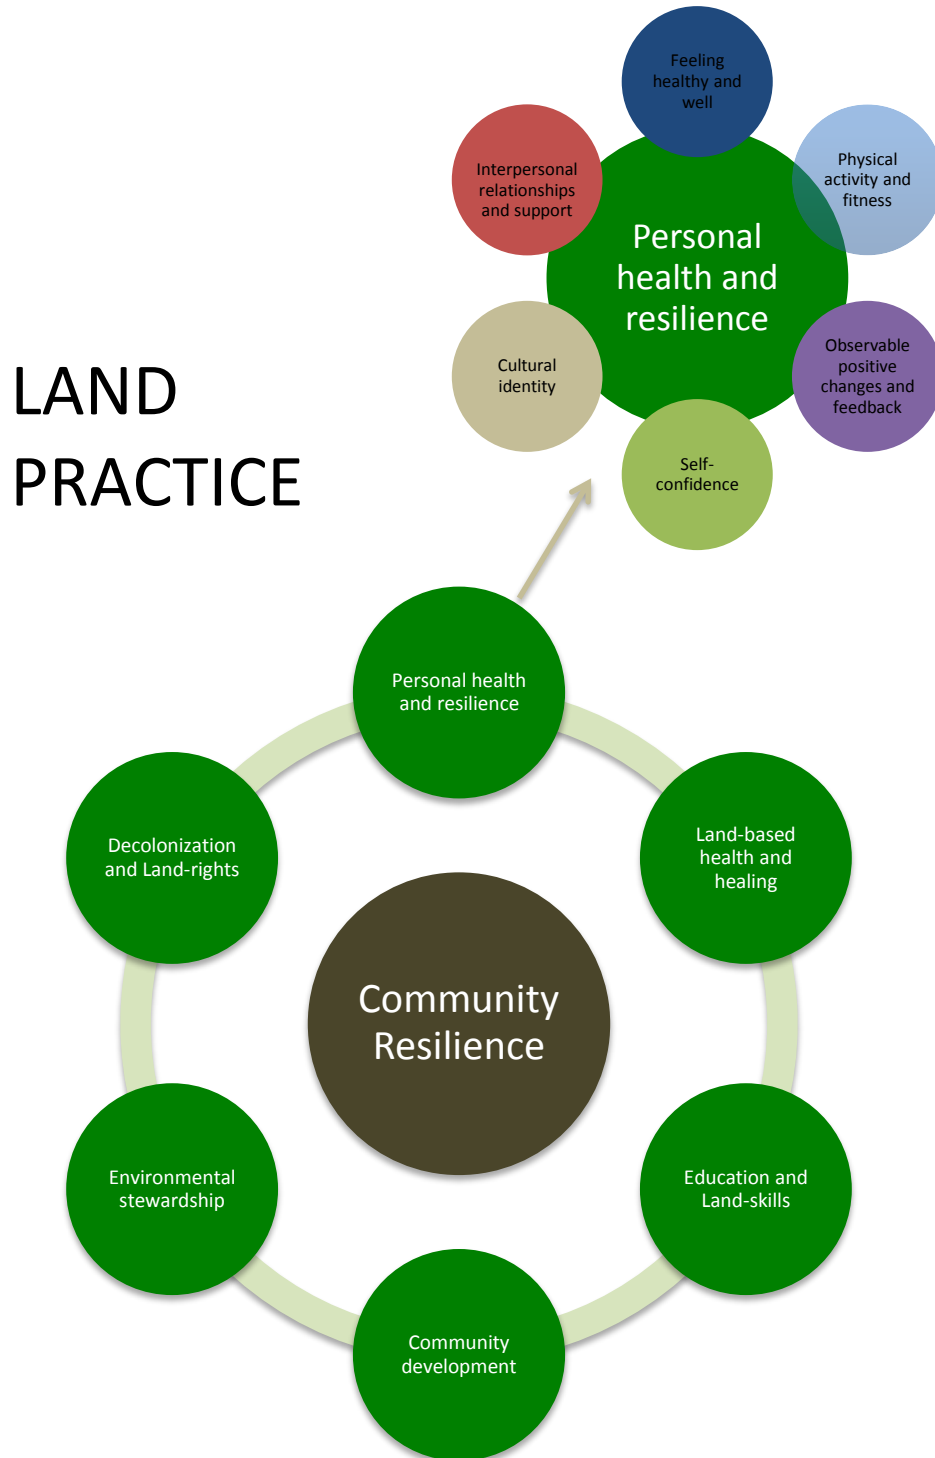 Feeling
healthy and
well
Interpersonal
relationships
and support
Physical
activity and
fitness
Personal
health and
resilience
Cultural
identity
Observable
positive
changes and
feedback
Self-
confidence
LAND
PRACTICE
Personal health
and resilience
Decolonization
and Land-rights
Land-based
health and
healing
Community
Resilience
Environmental
stewardship
Education and
Land-skills
Community
development